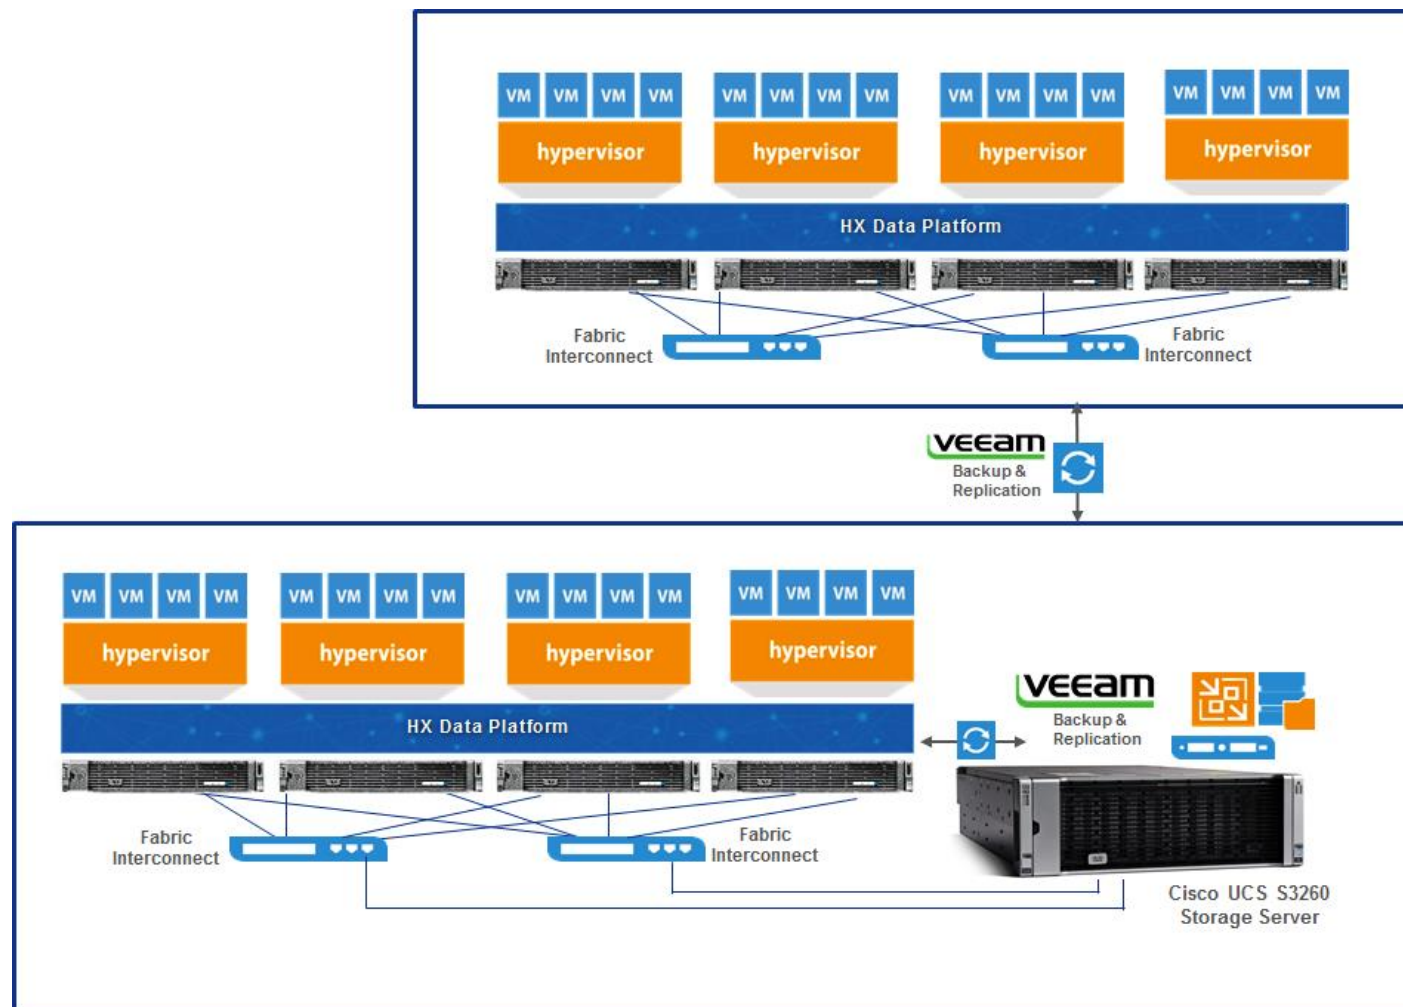 VM VM VM VM VM VM VM VM VM VM VM VM VM VM VM VM
hypervisor hypervisor hypervisor hypervisor
HX Data Platform
Fabric
Interconnect
Fabric
Interconnect
veeam
Backup &
Replication
VM VM VM VM VM VM VM VM VM VM VM VM VM VM VM VM
hypervisor hypervisor hypervisor hypervisor
HX Data Platform
veeam
Backup &
Replication
Fabric
Interconnect
Fabric
Interconnect
Cisco UCS S3260
Storage Server